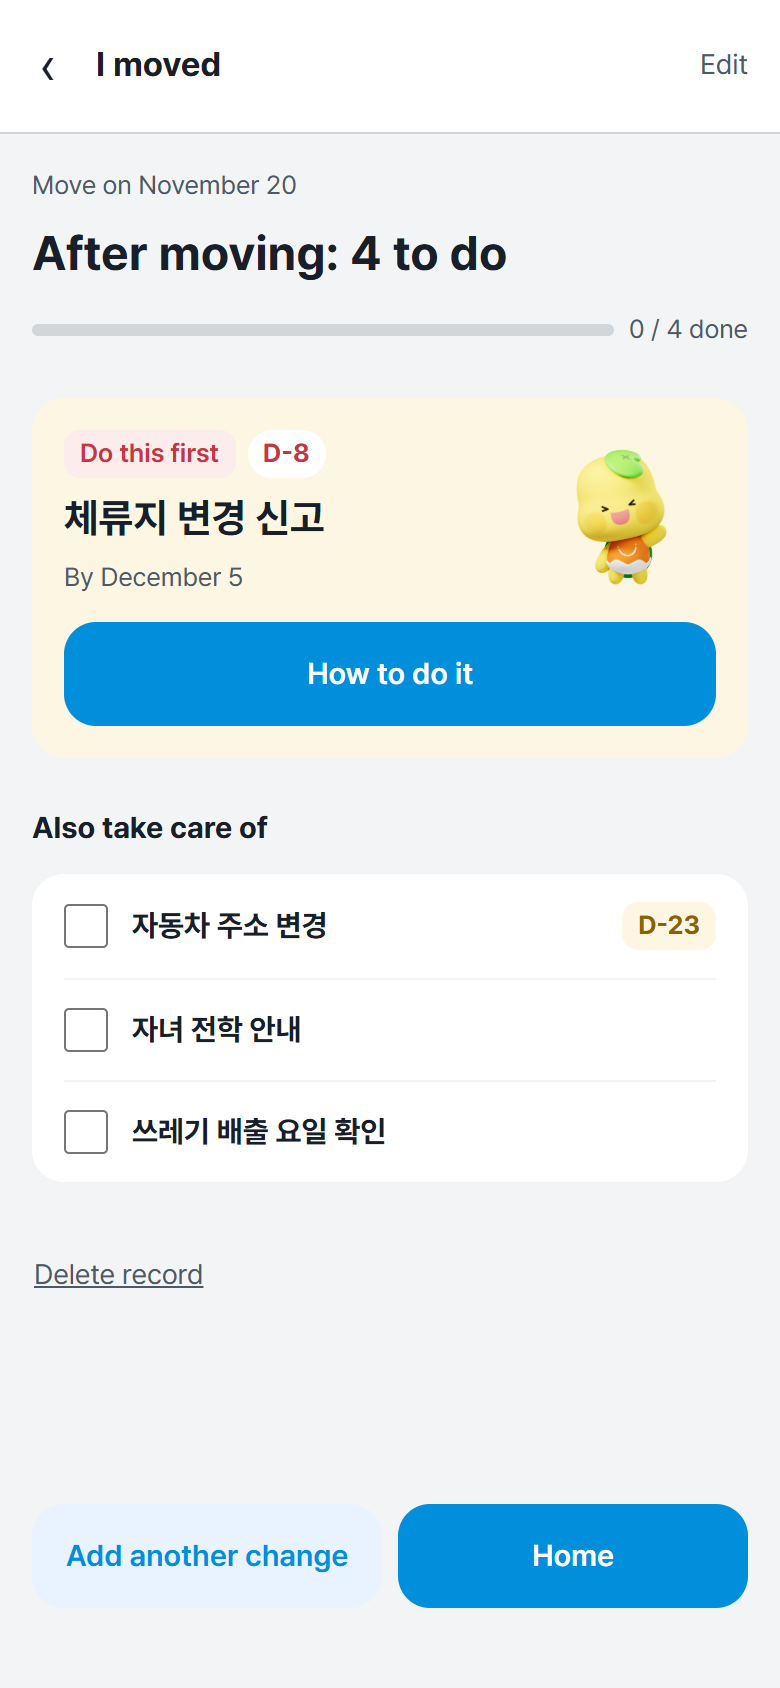 I moved
Edit
Move on November 20
After moving: 4 to do
0 / 4 done
Do this first
D-8
체류지 변경 신고
By December 5
How to do it
Also take care of
자동차 주소 변경
D-23
자녀 전학 안내
쓰레기 배출 요일 확인
Delete record
Add another change
Home